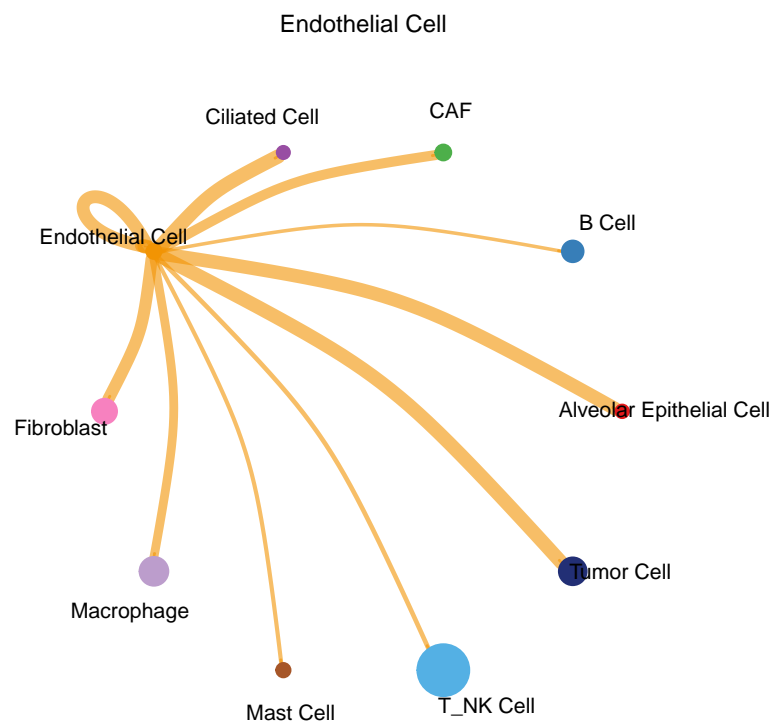 Endothelial Cell
CAF
Ciliated Cell
B Cell
Endothelial Cell
Alveolar Epithelial Cell
Fibroblast
Tumor Cell
Macrophage
T_NK Cell
Mast Cell